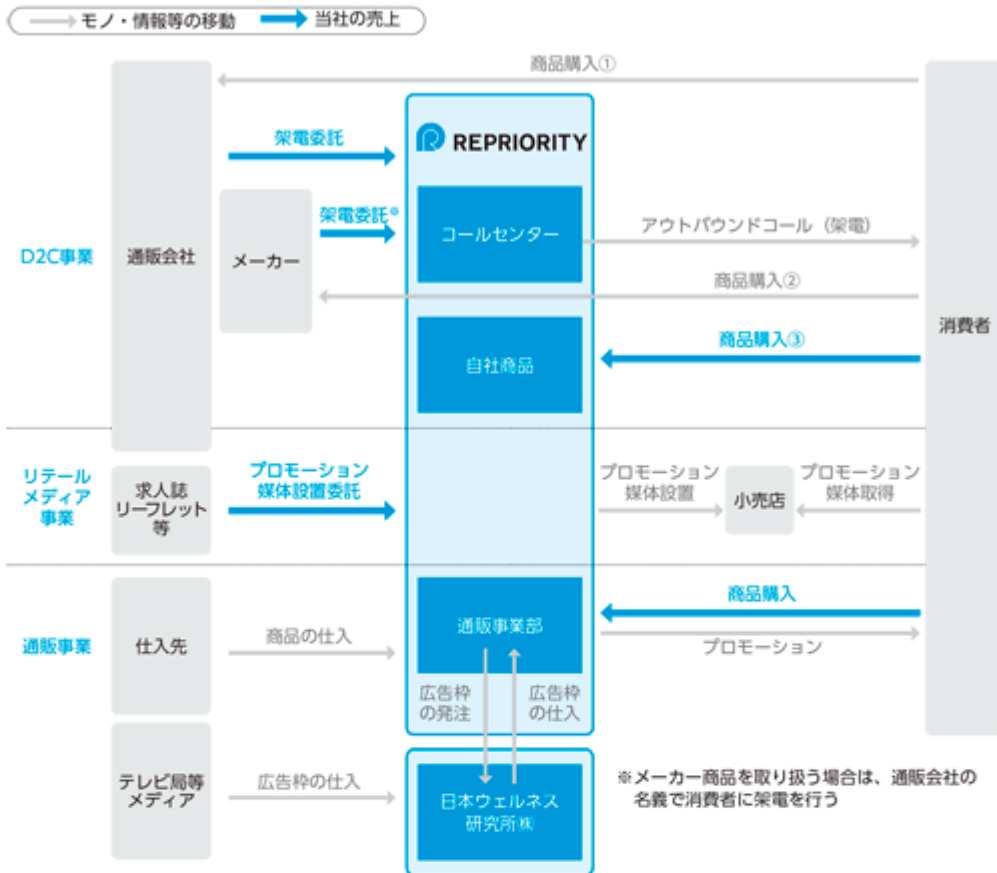 モノ・情報等の移動
当社の売上
商品購入①
架電委託
REPRIORITY
架電委託※
コールセンター
アウトバウンドコール（架電）
D2C事業
通販会社
メーカー
商品購入②
消費者
商品購入③
自社商品
リテール
メディア
事業
求人誌
リーフレット
等
プロモーション
媒体設置委託
プロモーション
媒体設置
小売店
プロモーション
媒体取得
商品購入
通販事業部
通販事業
仕入先
商品の仕入
プロモーション
広告枠
の発注
広告枠
の仕入
テレビ局等
メディア
広告枠の仕入
日本ウェルネス
研究所㈱
※メーカー商品を取り扱う場合は、通販会社の
名義で消費者に架電を行う